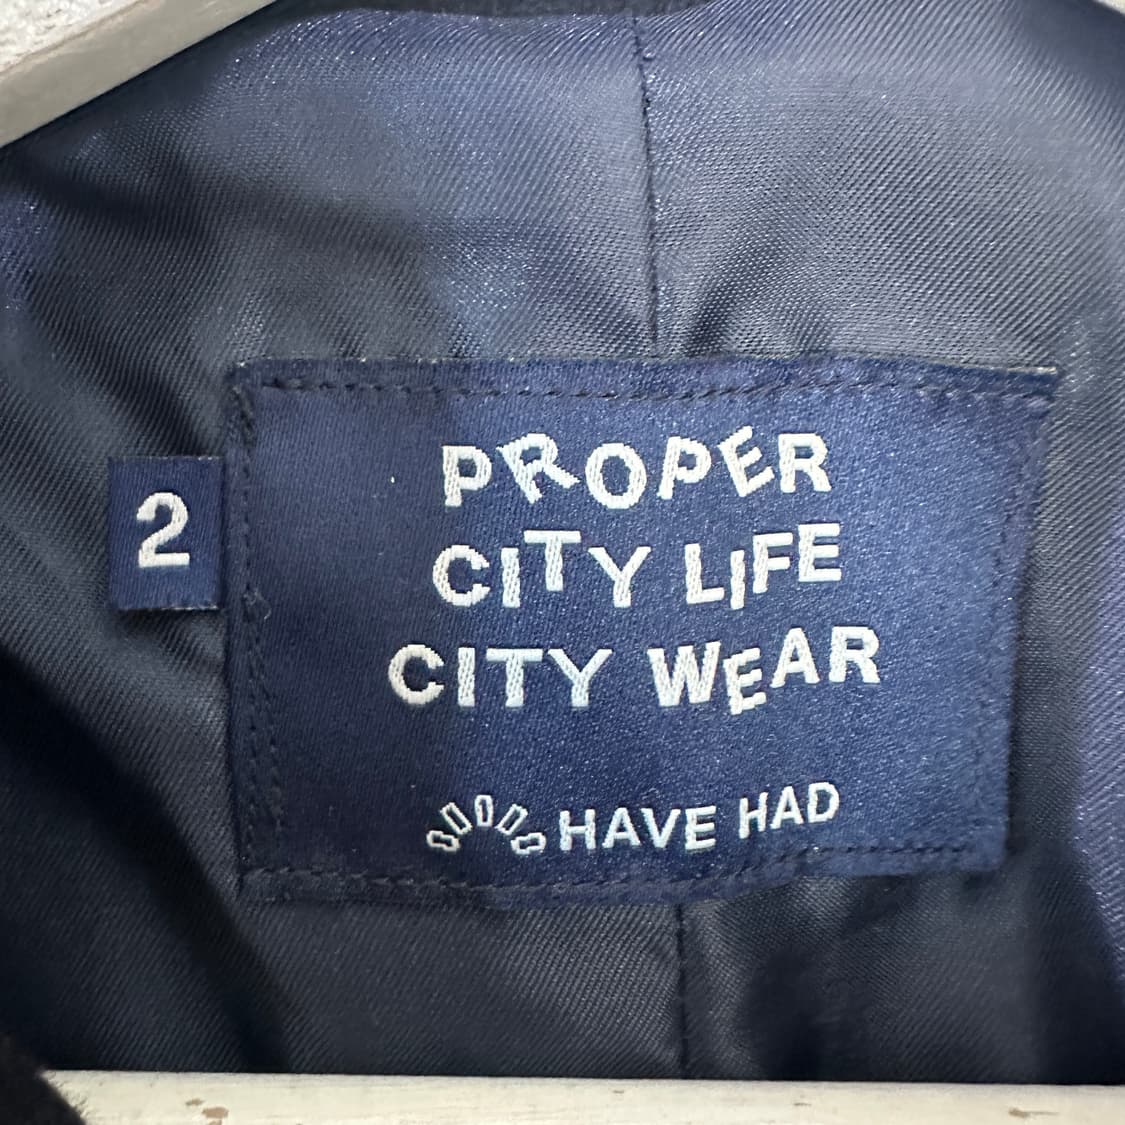 PROPER
CITY LIFE
CITY WEAR
HAVE HAD
2